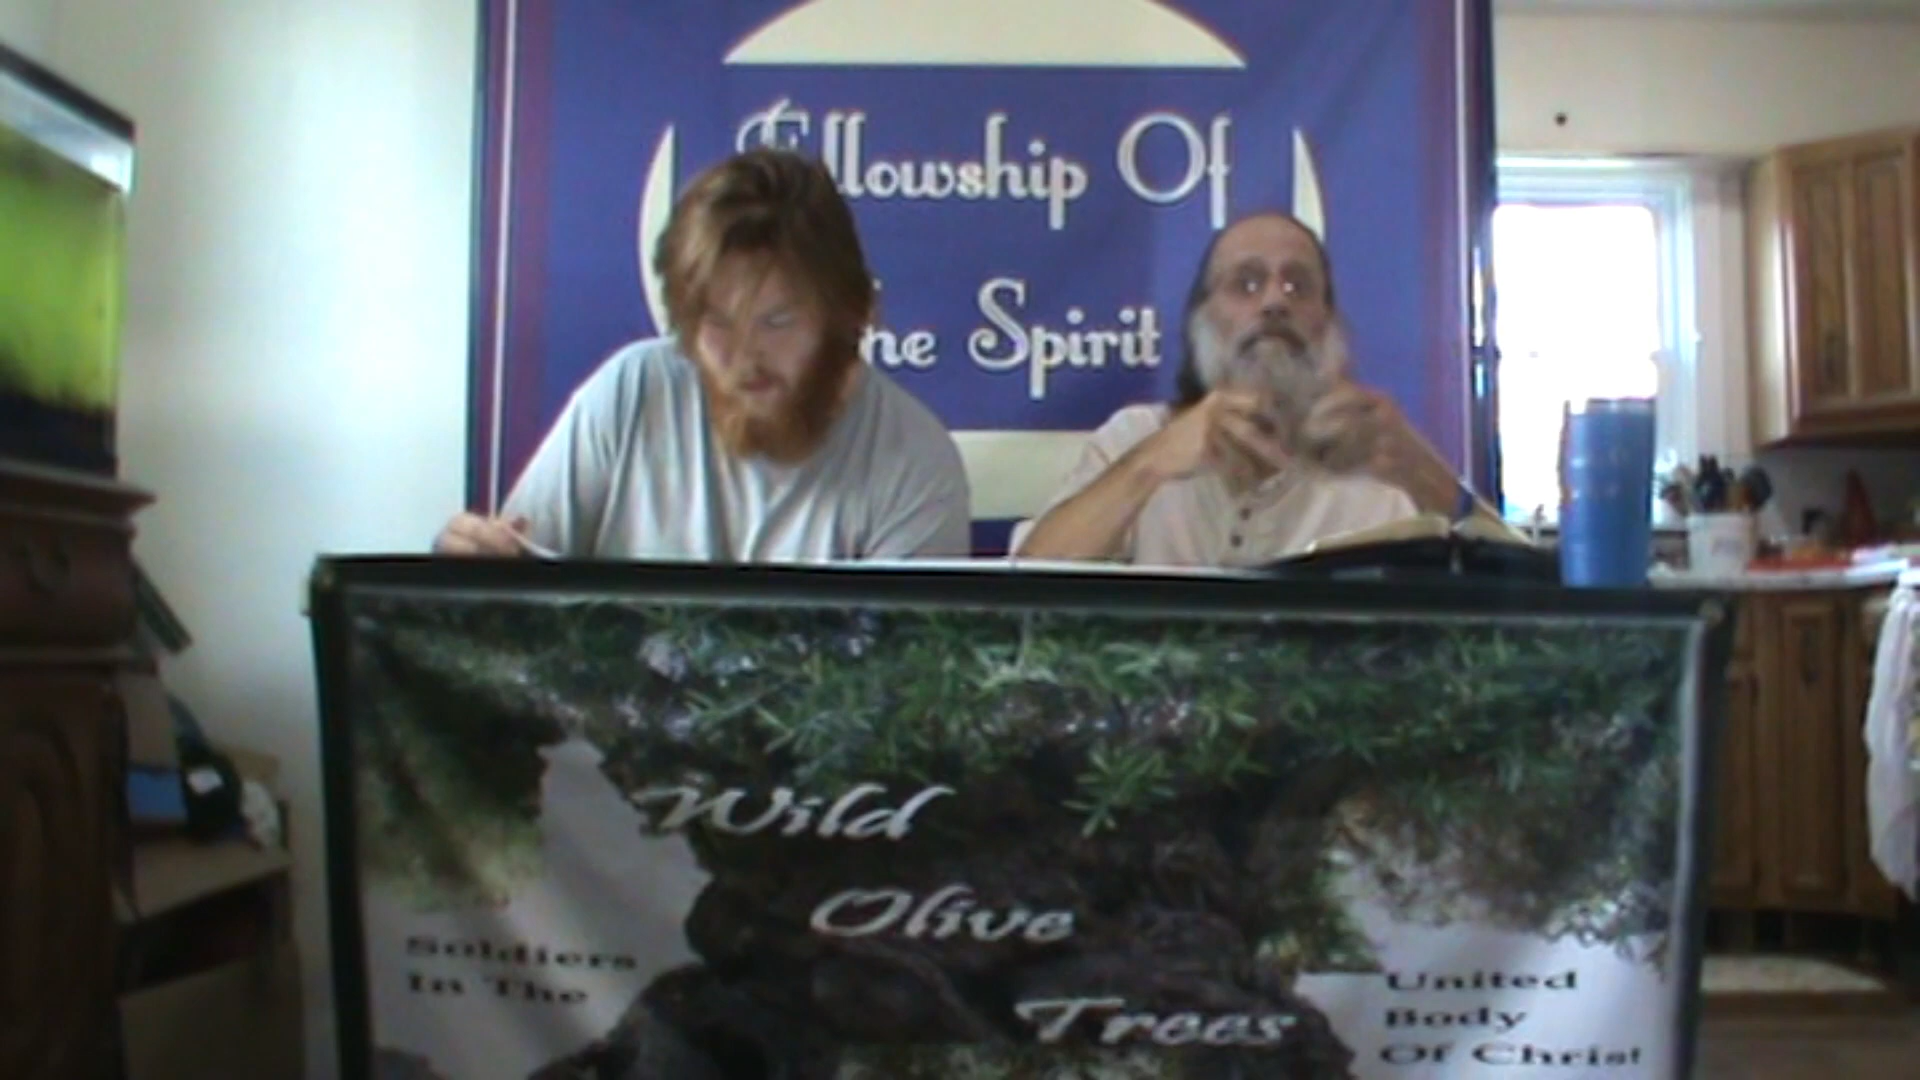 Fellowship Of
The Spirit
Wild
Olive
Trees
Soldiers
In The
United
Body
Of Christ